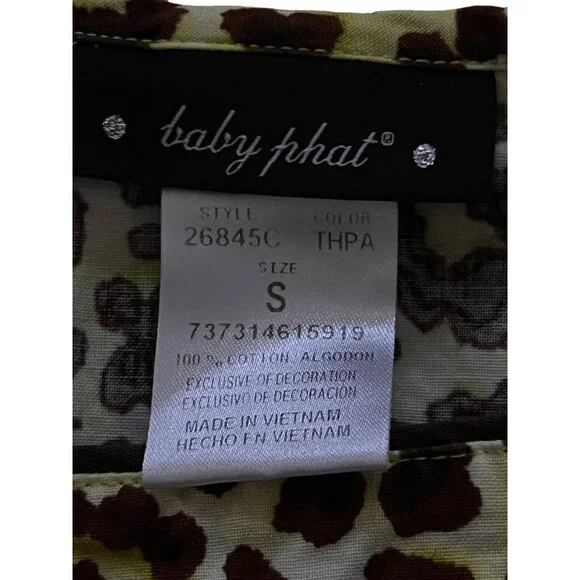 baby phat®
STYLE COLOR
26845C THPA
SIZE
S
737314615919
100% COTTON ALGODON
EXCLUSIVE OF DECORATION
EXCLUSIVO DE DECORACIÓN
MADE IN VIETNAM
HECHO EN VIETNAM